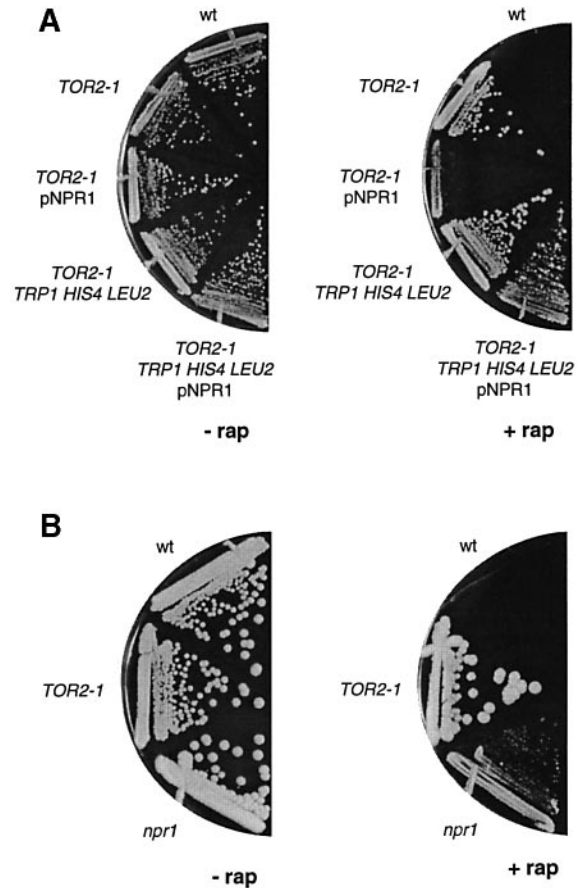 A
wt
TOR2-1
TOR2-1
pNPR1
TOR2-1
TRP1 HIS4 LEU2
TOR2-1
TRP1 HIS4 LEU2
pNPR1
- rap
wt
TOR2-1
TOR2-1
pNPR1
TOR2-1
TRP1 HIS4 LEU2
TOR2-1
TRP1 HIS4 LEU2
pNPR1
+ rap
B
wt
TOR2-1
npr1
- rap
wt
TOR2-1
npr1
+ rap